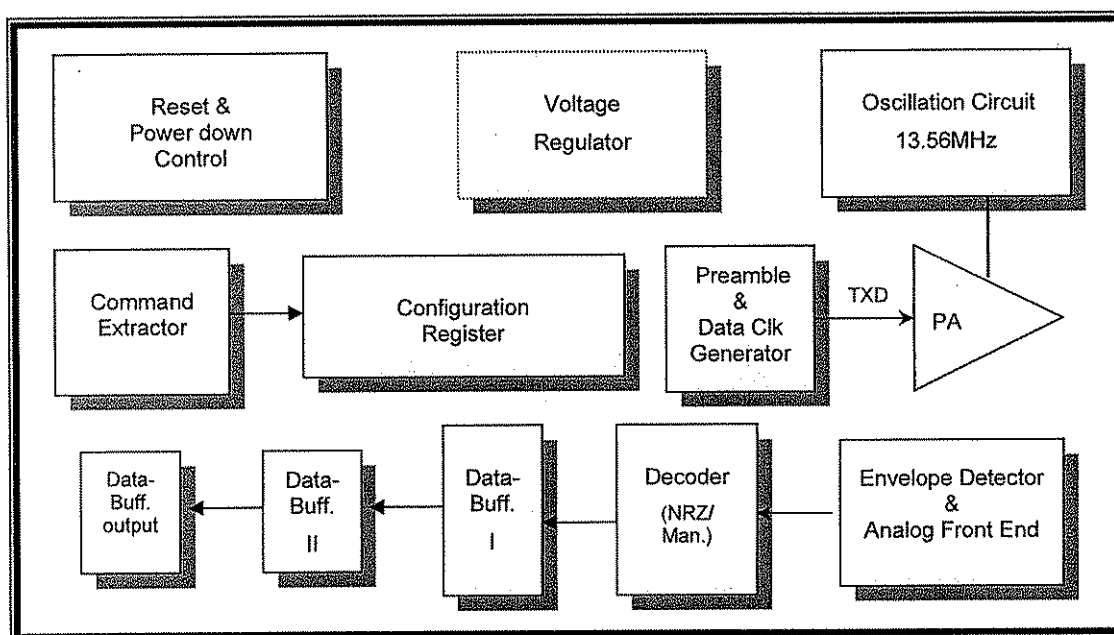 Reset &
Power down
Control
Voltage
Regulator
Oscillation Circuit
13.56MHz
Command
Extractor
Configuration
Register
Preamble
&
Data Clk
Generator
TXD
PA
Data-
Buff.
output
Data-
Buff.
II
Data-
Buff.
I
Decoder
(NRZ/
Man.)
Envelope Detector
&
Analog Front End